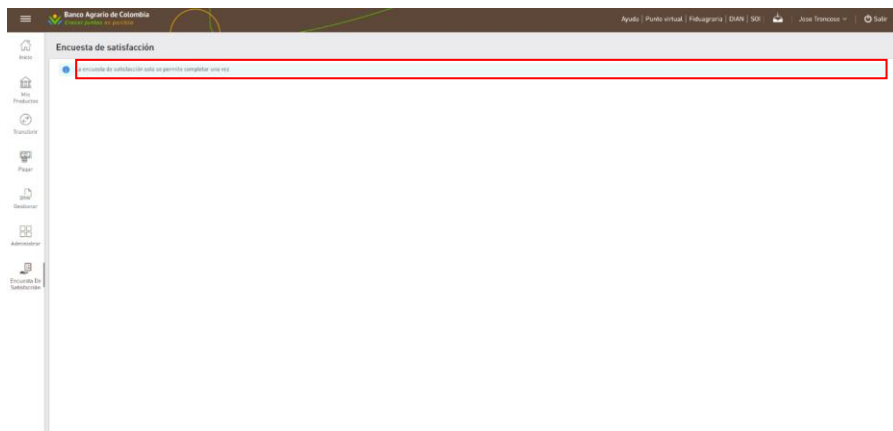 Banco Agrario de Colombia
Ayuda | Punto virtual | Fiduagraria | DIAN | SOI | Jose Troncoso | Salir
Inicio
Encuesta de satisfacción
La encuesta de satisfacción solo se permite completar una vez
Mis
Productos
Transferir
Pagar
Gestionar
Administrar
Encuesta De
Satisfacción